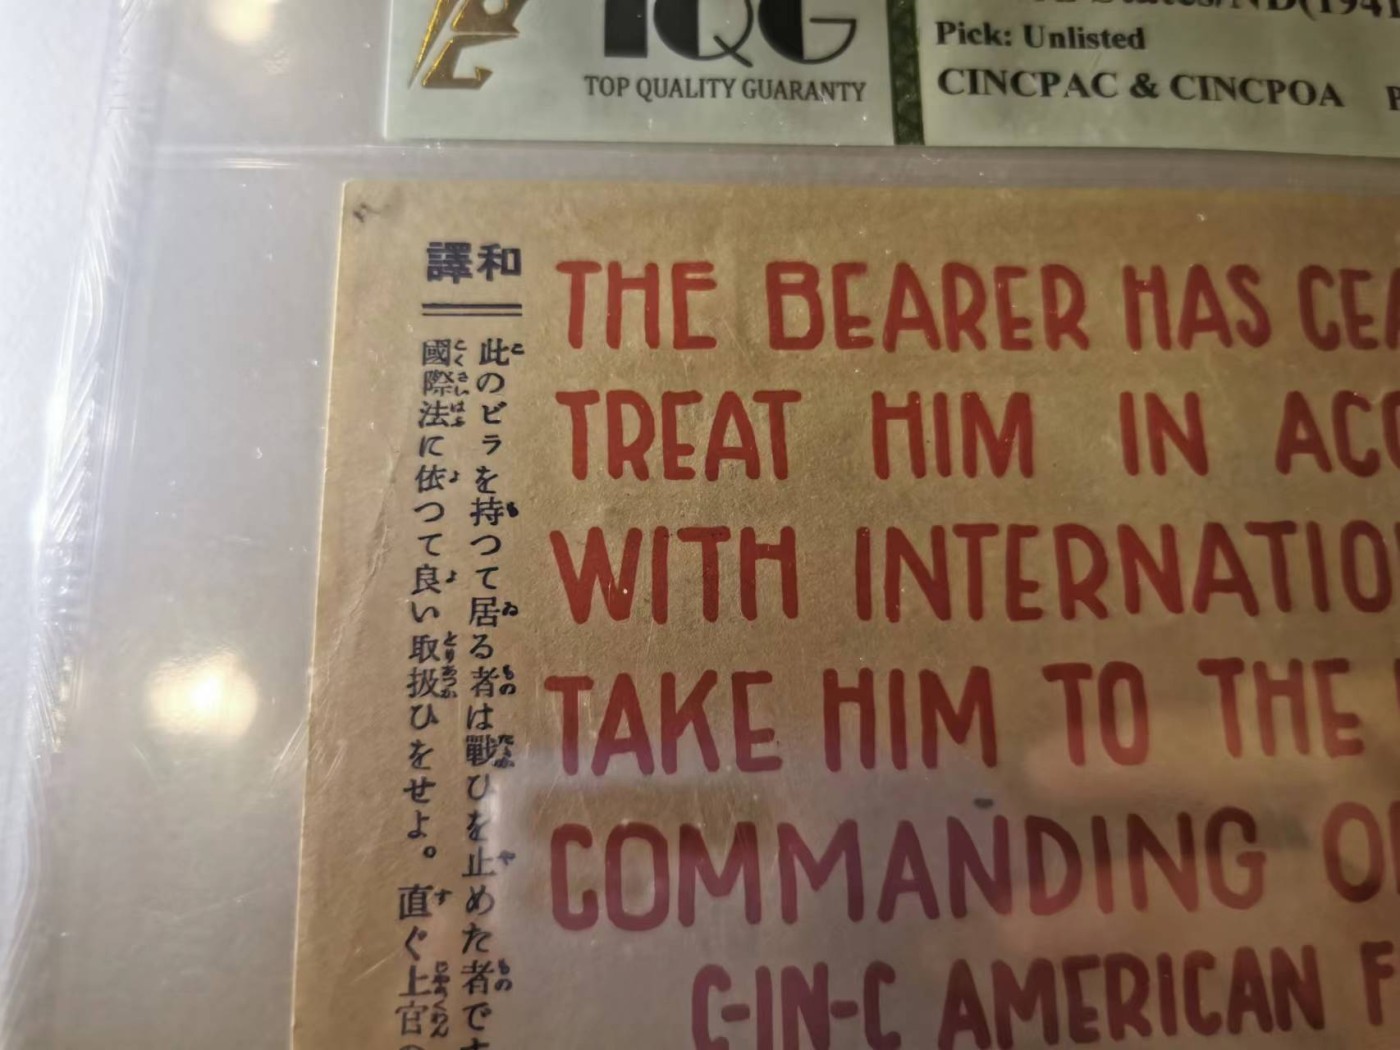 TQG
TOP QUALITY GUARANTY
States/ND(1941
Pick: Unlisted
CINCPAC & CINCPOA
和譯
此のビラを持つて居る者は戰ひを止めた者です
國際法に依つて良い取扱ひをせよ。直ぐ上官の
THE BEARER HAS CEA
TREAT HIM IN ACC
WITH INTERNATIO
TAKE HIM TO THE
COMMANDING O
C-IN-C AMERICAN F